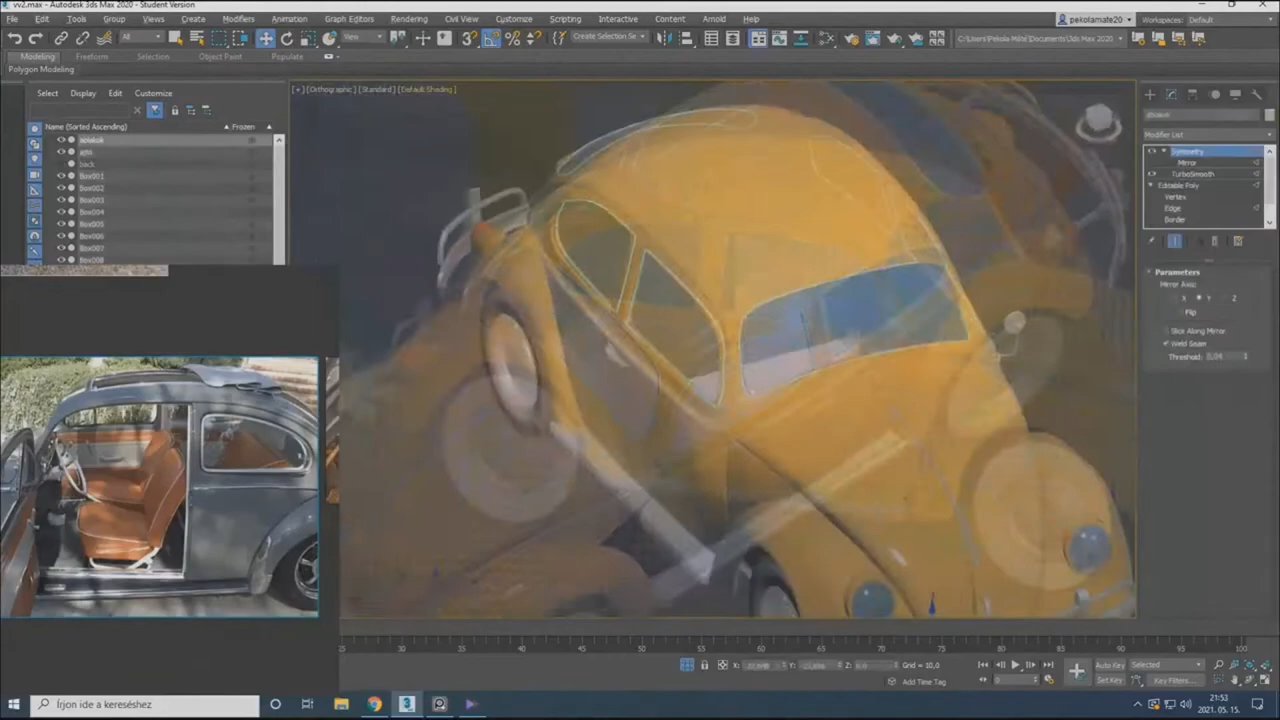 vv2.max - Autodesk 3ds Max 2020 - Student Version
File Edit Tools Group Views Create Modifiers Animation Graph Editors Rendering Civil View Customize Scripting Interactive Content Arnold Help
pekolamate20 Workspaces: Default
All View Create Selection Se
Modeling Freeform Selection Object Paint Populate
Polygon Modeling
Select Display Edit Customize
[+] [Orthographic] [Standard] [Default Shading]
Name (Sorted Ascending) Frozen
ablakok
back
Box001
Box002
Box003
Box004
Box005
Box006
Box007
Box008
Modifier List
Symmetry
Mirror
TurboSmooth
Editable Poly
Vertex
Edge
Border
Parameters
Mirror Axis:
X Y Z
Flip
Slice Along Mirror
Weld Seam
Threshold:
25 30 35 40 45 50 55 60 65 70 75 80 85 90 95 100
X: Y: Z: Grid = 10,0
Add Time Tag
Auto Key Selected
Set Key Key Filters...
Írjon ide a kereséshez
21:53
2021. 05. 15.